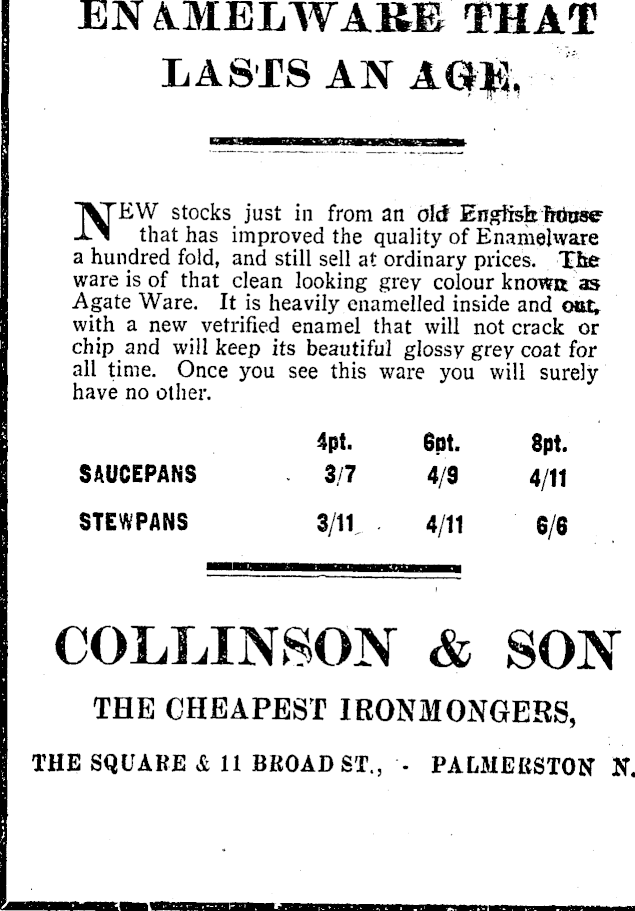 ENAMELWARE THAT
LASTS AN AGE.
NEW stocks just in from an old English house
that has improved the quality of Enamelware
a hundred fold, and still sell at ordinary prices. The
ware is of that clean looking grey colour known as
Agate Ware. It is heavily enamelled inside and out,
with a new vetrified enamel that will not crack or
chip and will keep its beautiful glossy grey coat for
all time. Once you see this ware you will surely
have no other.
4pt. 6pt. 8pt.
SAUCEPANS 3/7 4/9 4/11
STEWPANS 3/11 4/11 6/6
COLLINSON & SON
THE CHEAPEST IRONMONGERS,
THE SQUARE & 11 BROAD ST., - PALMERSTON N.